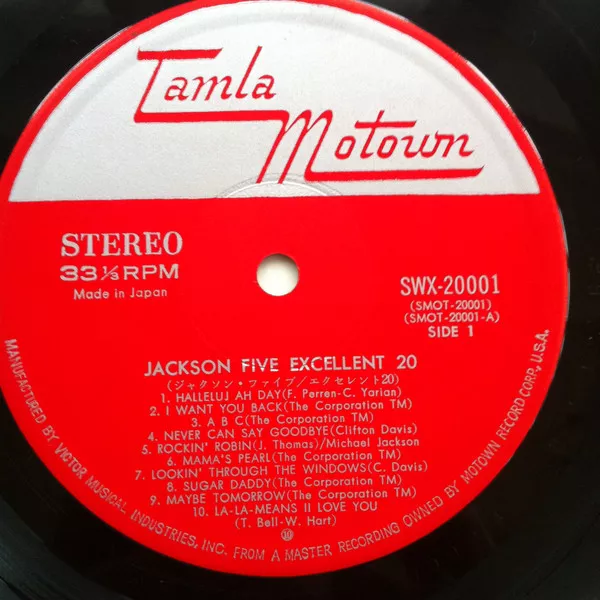 Tamla
Motown
STEREO
33⅓RPM
Made in Japan
SWX-20001
(SMOT-20001)
(SMOT-20001-A)
SIDE 1
JACKSON FIVE EXCELLENT 20
(ジャクソン・ファイブ/エクセレント20)
1. HALLELUJ AH DAY(F. Perren-C. Yarian)
2. I WANT YOU BACK(The Corporation TM)
3. A B C(The Corporation TM)
4. NEVER CAN SAY GOODBYE(Clifton Davis)
5. ROCKIN' ROBIN(J. Thomas)/Michael Jackson
6. MAMA'S PEARL(The Corporation TM)
7. LOOKIN' THROUGH THE WINDOWS(C. Davis)
8. SUGAR DADDY(The Corporation TM)
9. MAYBE TOMORROW(The Corporation TM)
10. LA-LA-MEANS II LOVE YOU
(T. Bell-W. Hart)
MANUFACTURED BY VICTOR MUSICAL INDUSTRIES, INC. FROM A MASTER RECORDING OWNED BY MOTOWN RECORD CORP., U.S.A.